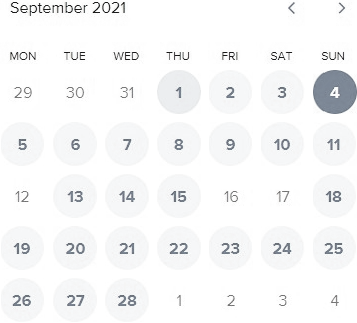 September 2021 < >
MON TUE WED THU FRI SAT SUN
29 30 31 1 2 3 4
5 6 7 8 9 10 11
12 13 14 15 16 17 18
19 20 21 22 23 24 25
26 27 28 1 2 3 4